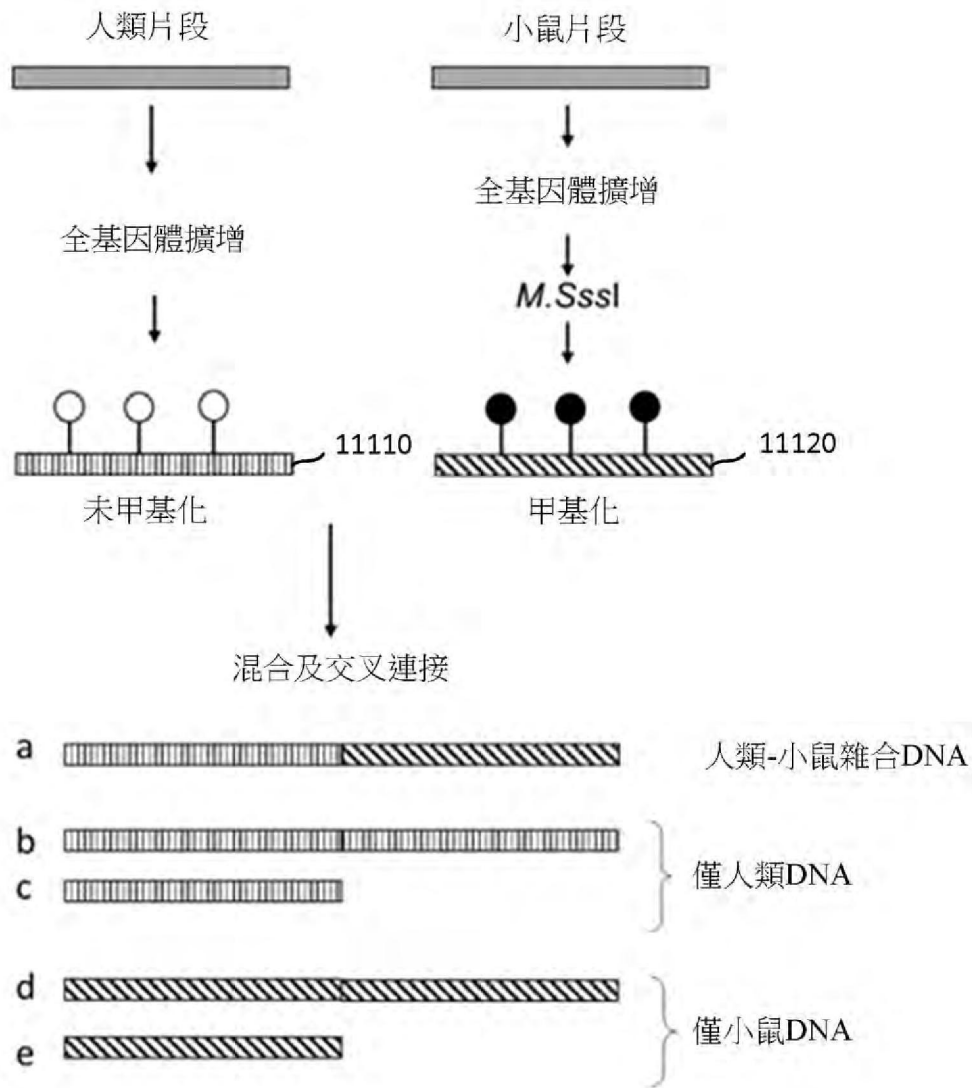 人類片段
小鼠片段
全基因體擴增
全基因體擴增
M.SssI
11110
11120
未甲基化
甲基化
混合及交叉連接
a
人類-小鼠雜合DNA
b
c
僅人類DNA
d
e
僅小鼠DNA